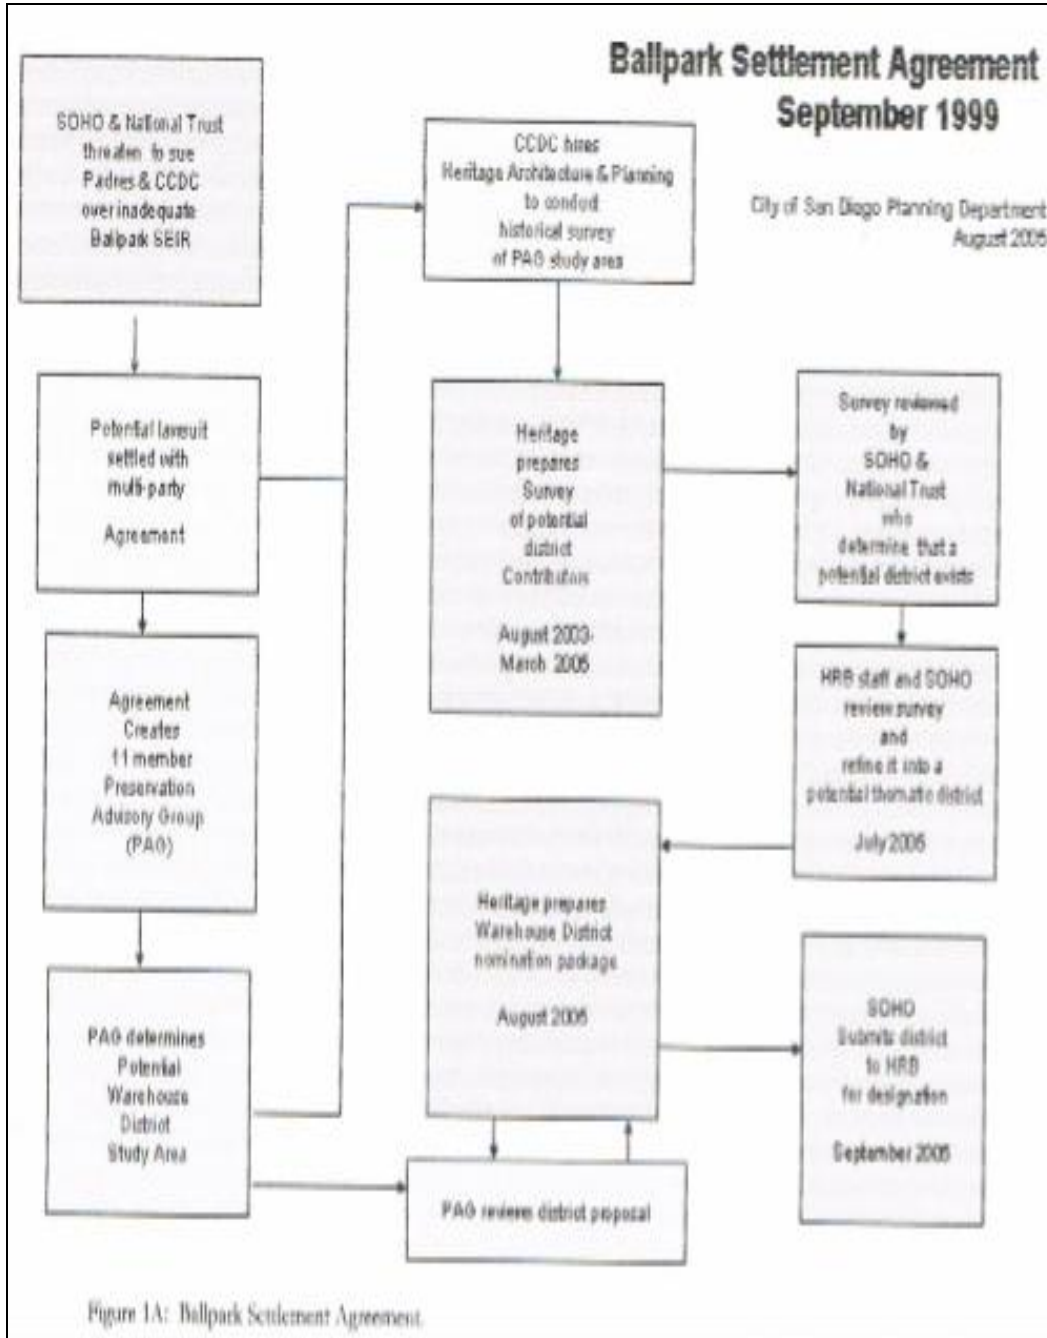 Ballpark Settlement Agreement
September 1999
City of San Diego Planning Department
August 2005
SOHO & National Trust
threaten to sue
Padres & CCDC
over inadequate
Ballpark SEIR
CCDC hires
Heritage Architecture & Planning
to conduct
historical survey
of PAG study area
Potential lawsuit
settled with
multi-party
Agreement
Heritage
prepares
Survey
of potential
district
Contributors
August 2003-
March 2005
Survey reviewed
by
SOHO &
National Trust
who
determine that a
potential district exists
Agreement
Creates
11 member
Preservation
Advisory Group
(PAG)
HRB staff and SOHO
review survey
and
refine it into a
potential thematic district
July 2005
Heritage prepares
Warehouse District
nomination package
August 2005
PAG determines
Potential
Warehouse
District
Study Area
SOHO
Submits district
to HRB
for designation
September 2005
PAG reviews district proposal
Figure 1A: Ballpark Settlement Agreement.